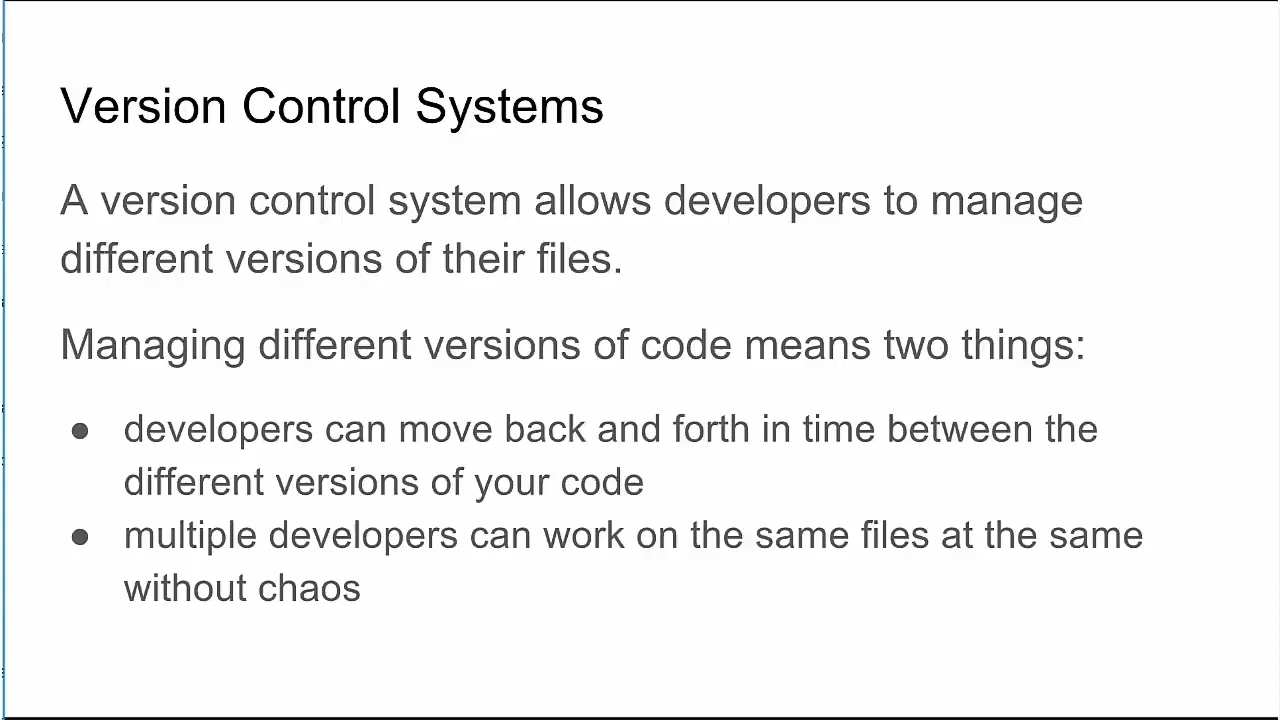 Version Control Systems
A version control system allows developers to manage
different versions of their files.
Managing different versions of code means two things:
● developers can move back and forth in time between the
different versions of your code
● multiple developers can work on the same files at the same
without chaos